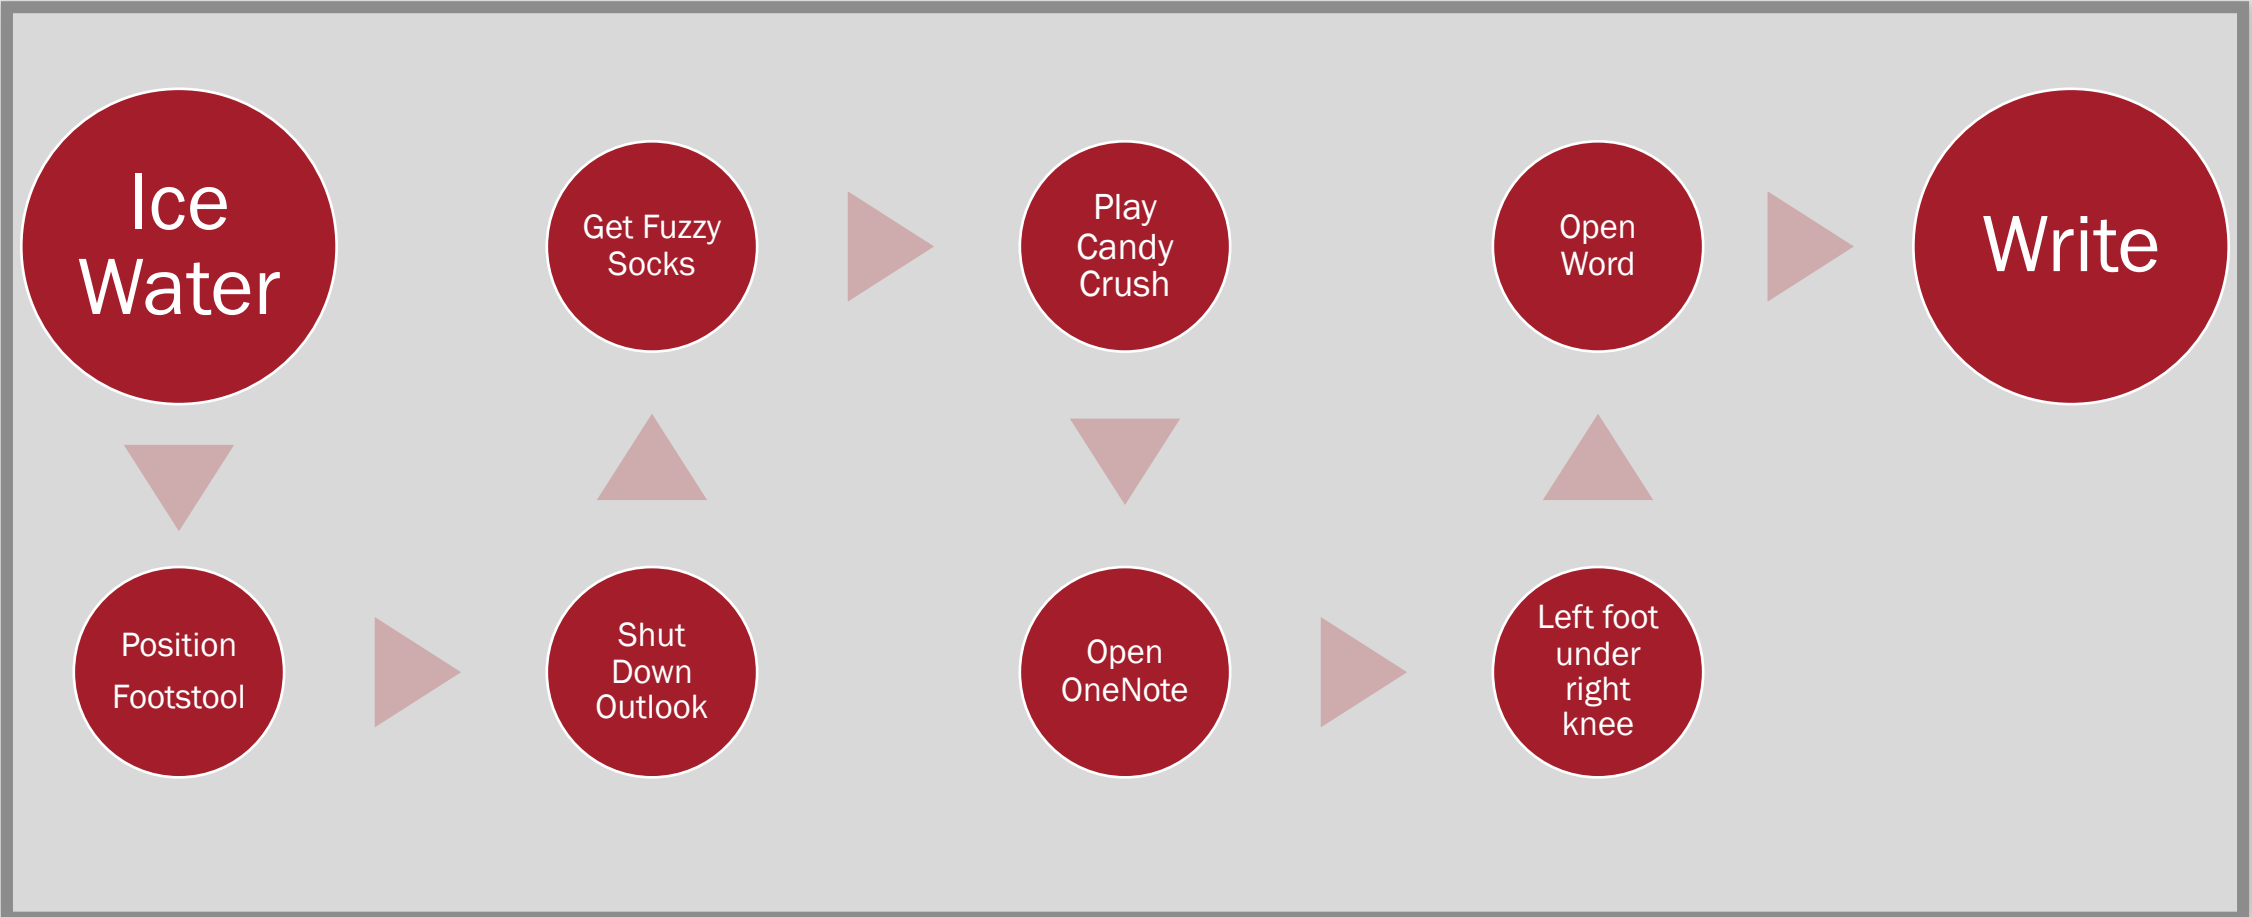 Ice
Water
Position
Footstool
Shut
Down
Outlook
Get Fuzzy
Socks
Play
Candy
Crush
Open
OneNote
Left foot
under
right
knee
Open
Word
Write